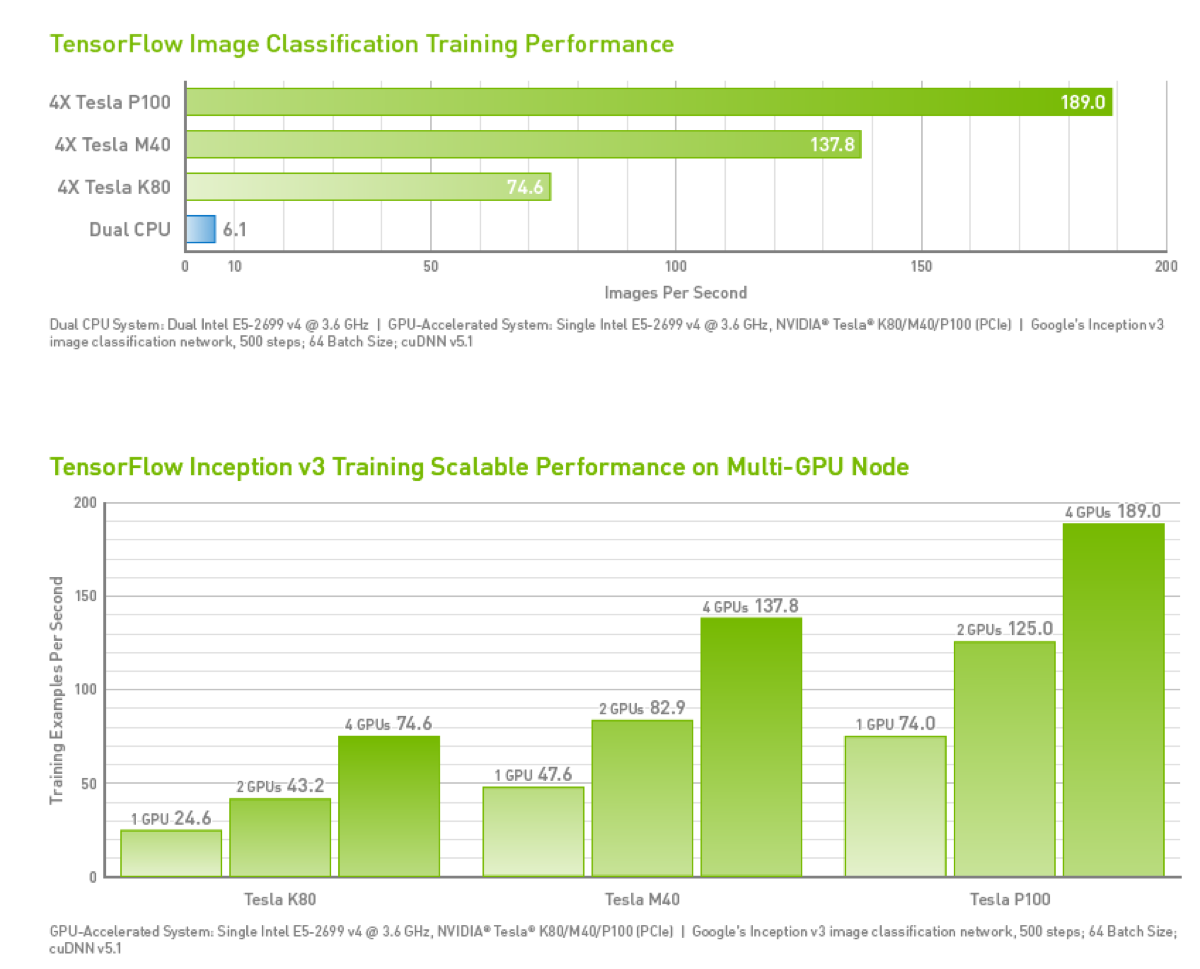 TensorFlow Image Classification Training Performance
4X Tesla P100
189.0
4X Tesla M40
137.8
4X Tesla K80
74.6
Dual CPU
6.1
0 10 50 100 150 200
Images Per Second
Dual CPU System: Dual Intel E5-2699 v4 @ 3.6 GHz | GPU-Accelerated System: Single Intel E5-2699 v4 @ 3.6 GHz, NVIDIA® Tesla® K80/M40/P100 (PCIe) | Google's Inception v3
image classification network, 500 steps; 64 Batch Size; cuDNN v5.1
TensorFlow Inception v3 Training Scalable Performance on Multi-GPU Node
Training Examples Per Second
200
150
100
50
0
1 GPU 24.6
2 GPUs 43.2
4 GPUs 74.6
1 GPU 47.6
2 GPUs 82.9
4 GPUs 137.8
1 GPU 74.0
2 GPUs 125.0
4 GPUs 189.0
Tesla K80
Tesla M40
Tesla P100
GPU-Accelerated System: Single Intel E5-2699 v4 @ 3.6 GHz, NVIDIA® Tesla® K80/M40/P100 (PCIe) | Google's Inception v3 image classification network, 500 steps; 64 Batch Size;
cuDNN v5.1